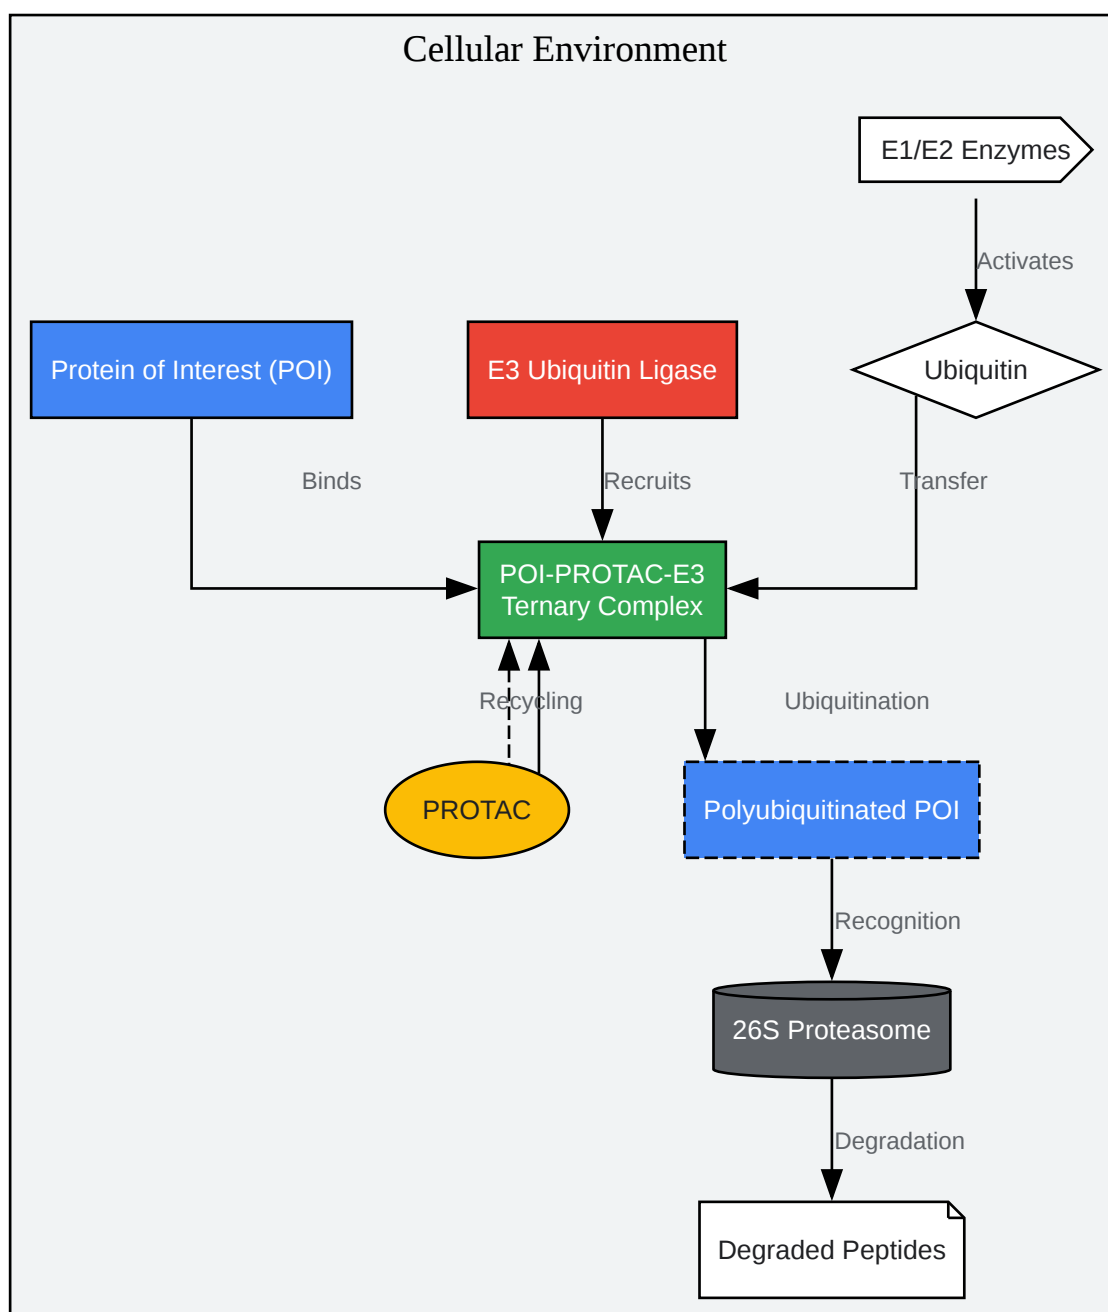 Cellular Environment
E1/E2 Enzymes
Activates
Protein of Interest (POI)
E3 Ubiquitin Ligase
Ubiquitin
Binds
Recruits
Transfer
POI-PROTAC-E3
Ternary Complex
Recycling
Ubiquitination
PROTAC
Polyubiquitinated POI
Recognition
26S Proteasome
Degradation
Degraded Peptides